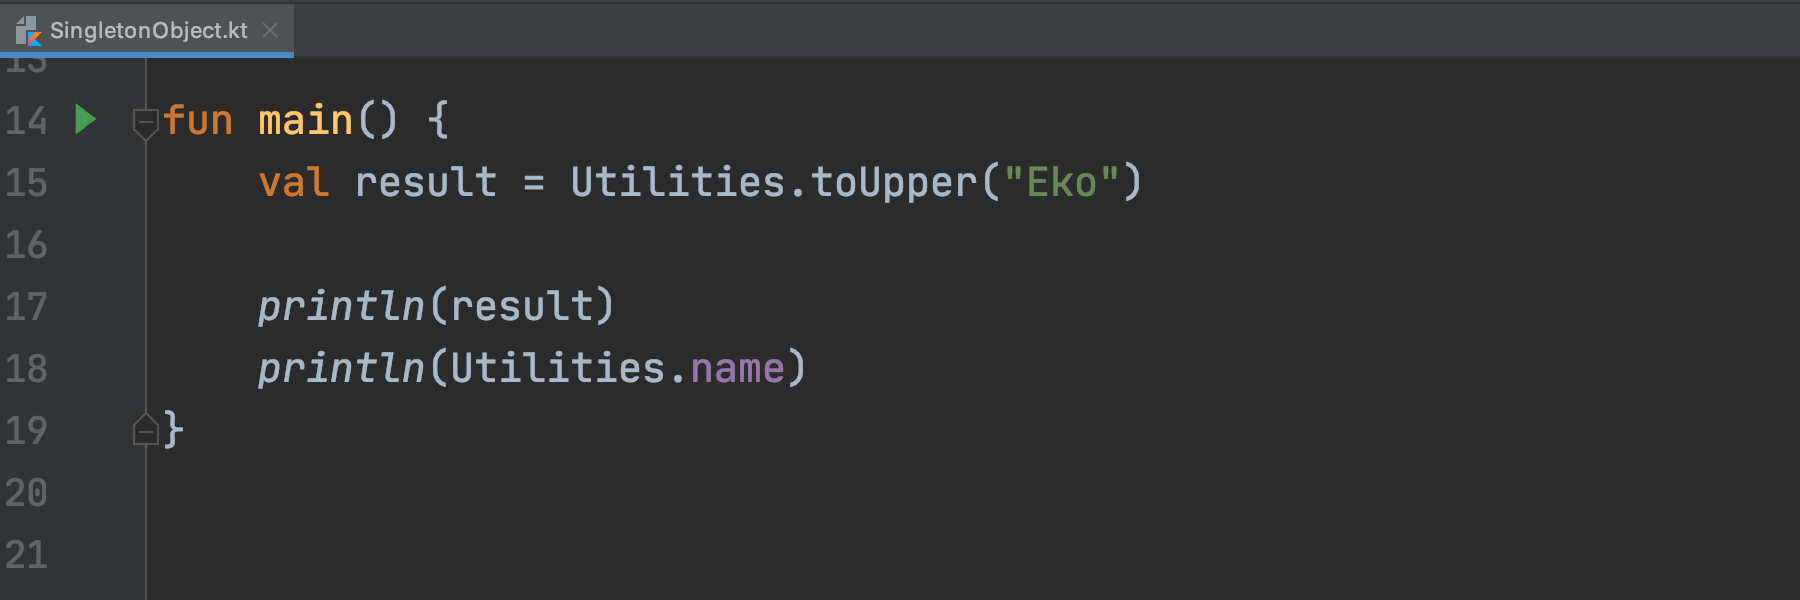 SingletonObject.kt
13
14 fun main() {
15     val result = Utilities.toUpper("Eko")
16
17     println(result)
18     println(Utilities.name)
19 }
20
21